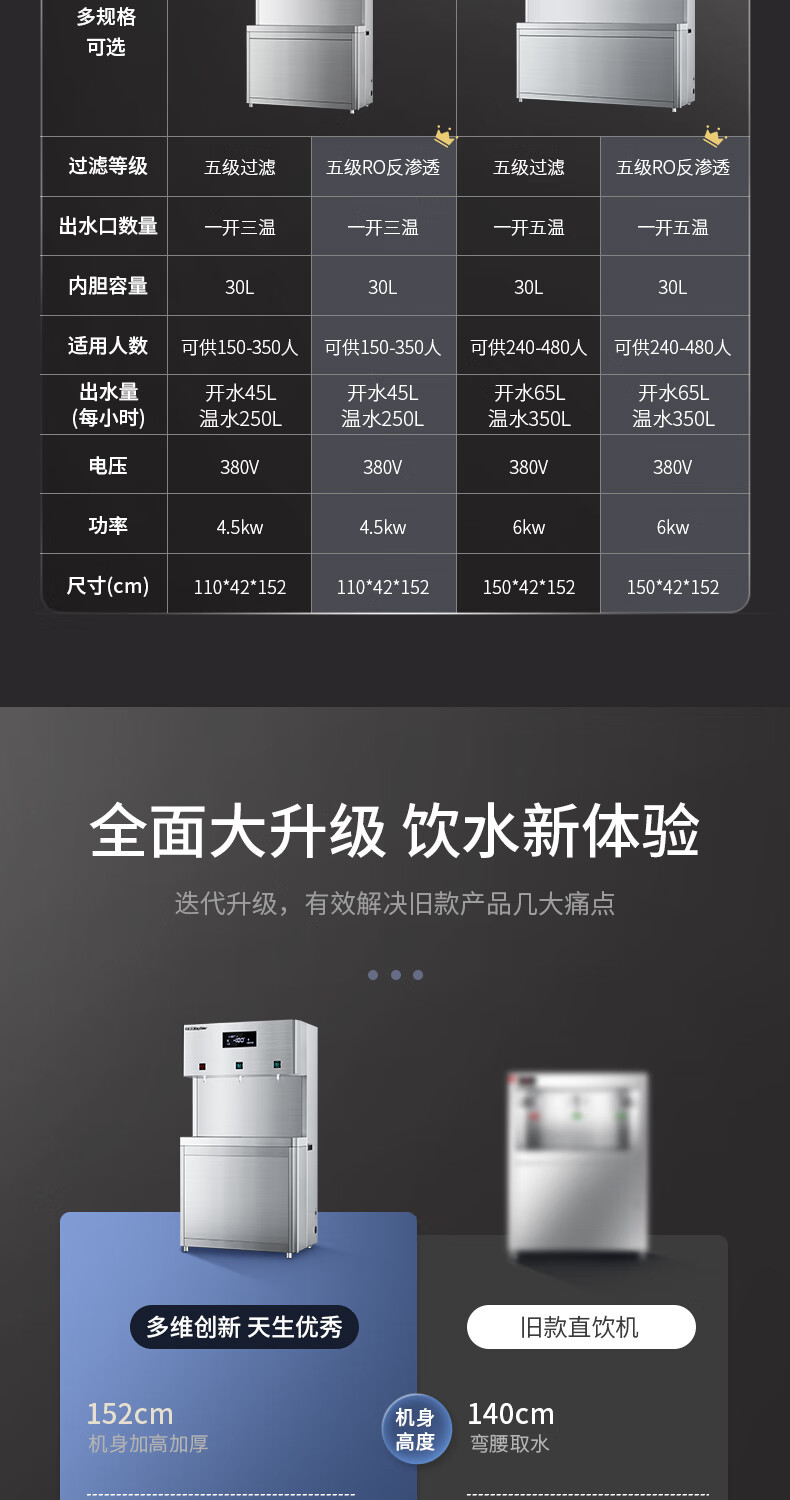 多规格
可选
过滤等级 五级过滤 五级RO反渗透 五级过滤 五级RO反渗透
出水口数量 一开三温 一开三温 一开五温 一开五温
内胆容量 30L 30L 30L 30L
适用人数 可供150-350人 可供150-350人 可供240-480人 可供240-480人
出水量 开水45L 开水45L 开水65L 开水65L
(每小时) 温水250L 温水250L 温水350L 温水350L
电压 380V 380V 380V 380V
功率 4.5kw 4.5kw 6kw 6kw
尺寸(cm) 110*42*152 110*42*152 150*42*152 150*42*152
全面大升级 饮水新体验
迭代升级，有效解决旧款产品几大痛点
多维创新 天生优秀
旧款直饮机
152cm
机身加高加厚
机身
高度
140cm
弯腰取水